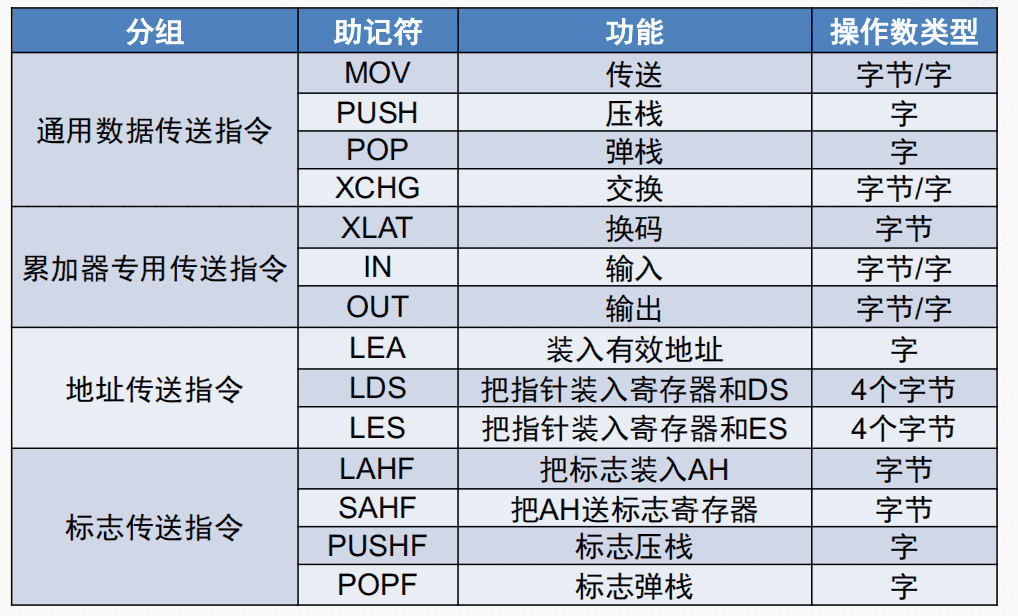 分组 助记符 功能 操作数类型
通用数据传送指令 MOV 传送 字节/字
PUSH 压栈 字
POP 弹栈 字
XCHG 交换 字节/字
累加器专用传送指令 XLAT 换码 字节
IN 输入 字节/字
OUT 输出 字节/字
地址传送指令 LEA 装入有效地址 字
LDS 把指针装入寄存器和DS 4个字节
LES 把指针装入寄存器和ES 4个字节
标志传送指令 LAHF 把标志装入AH 字节
SAHF 把AH送标志寄存器 字节
PUSHF 标志压栈 字
POPF 标志弹栈 字